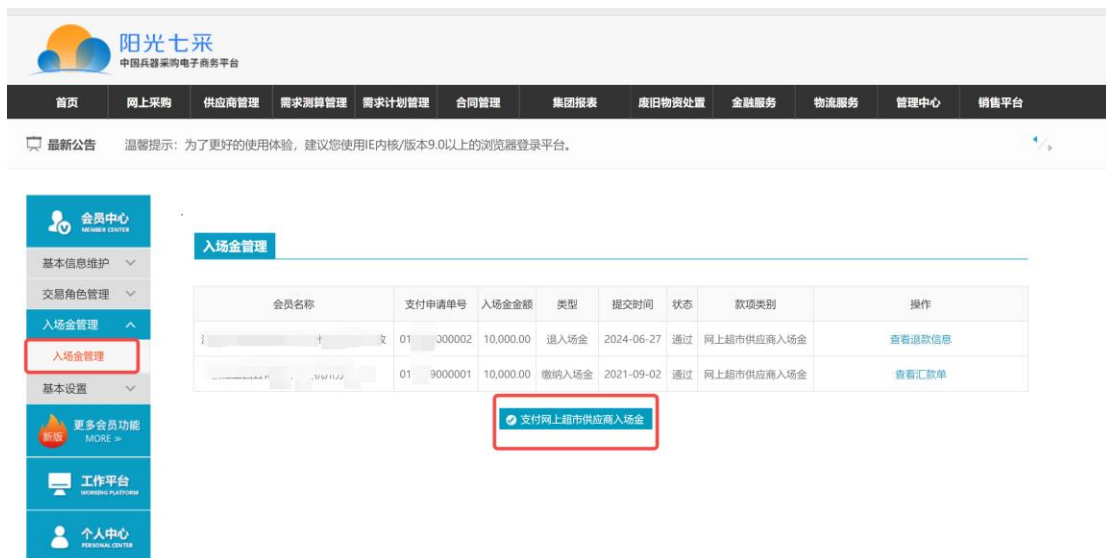 阳光七采
中国兵器采购电子商务平台
首页 网上采购 供应商管理 需求测算管理 需求计划管理 合同管理 集团报表 废旧物资处置 金融服务 物流服务 管理中心 销售平台
最新公告 温馨提示：为了更好的使用体验，建议您使用IE内核/版本9.0以上的浏览器登录平台。
会员中心
MEMBER CENTER
基本信息维护
交易角色管理
入场金管理
入场金管理
基本设置
新版 更多会员功能
MORE »
工作平台
WORKING PLATFORM
个人中心
PERSONAL CENTER
入场金管理
会员名称 支付申请单号 入场金金额 类型 提交时间 状态 款项类别 操作
01 000002 10,000.00 退入场金 2024-06-27 通过 网上超市供应商入场金 查看退款信息
01 9000001 10,000.00 缴纳入场金 2021-09-02 通过 网上超市供应商入场金 查看汇款单
支付网上超市供应商入场金